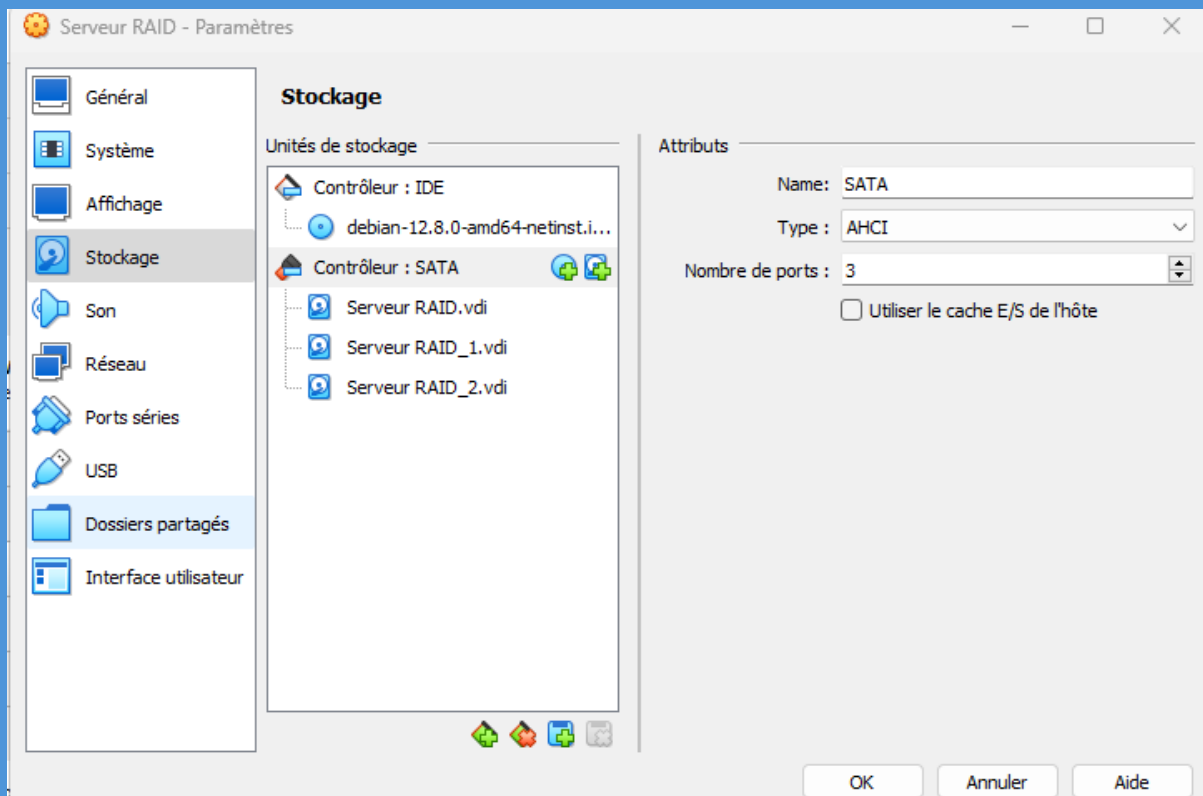 Serveur RAID - Paramètres
Général
Système
Affichage
Stockage
Son
Réseau
Ports séries
USB
Dossiers partagés
Interface utilisateur
Stockage
Unités de stockage
Contrôleur : IDE
debian-12.8.0-amd64-netinst.i...
Contrôleur : SATA
Serveur RAID.vdi
Serveur RAID_1.vdi
Serveur RAID_2.vdi
Attributs
Name: SATA
Type : AHCI
Nombre de ports : 3
Utiliser le cache E/S de l'hôte
OK Annuler Aide